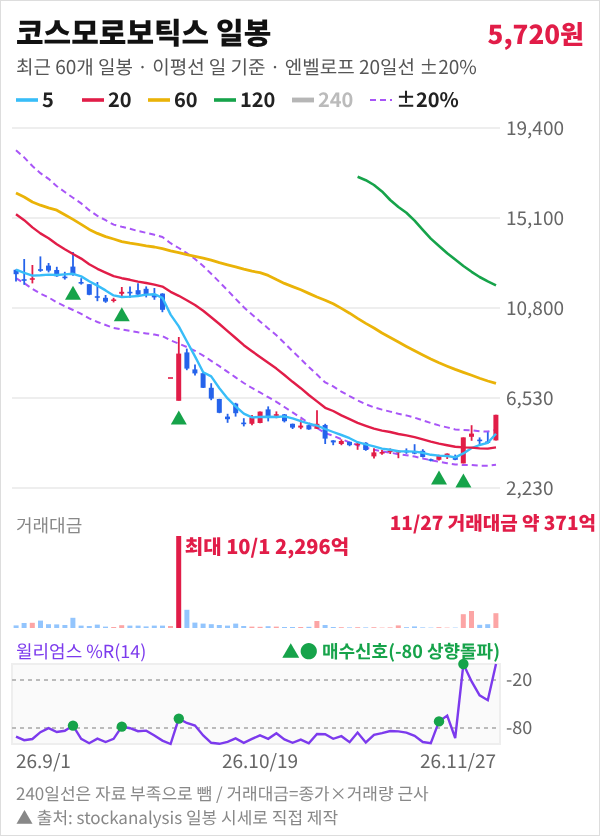 코스모로보틱스 일봉
5,720원
최근 60개 일봉 · 이평선 일 기준 · 엔벨로프 20일선 ±20%
5 20 60 120 240 ±20%
19,400
15,100
10,800
6,530
2,230
거래대금
11/27 거래대금 약 371억
최대 10/1 2,296억
윌리엄스 %R(14)
▲● 매수신호(-80 상향돌파)
-20
-80
26.9/1 26.10/19 26.11/27
240일선은 자료 부족으로 뺌 / 거래대금=종가×거래량 근사
▲ 출처: stockanalysis 일봉 시세로 직접 제작